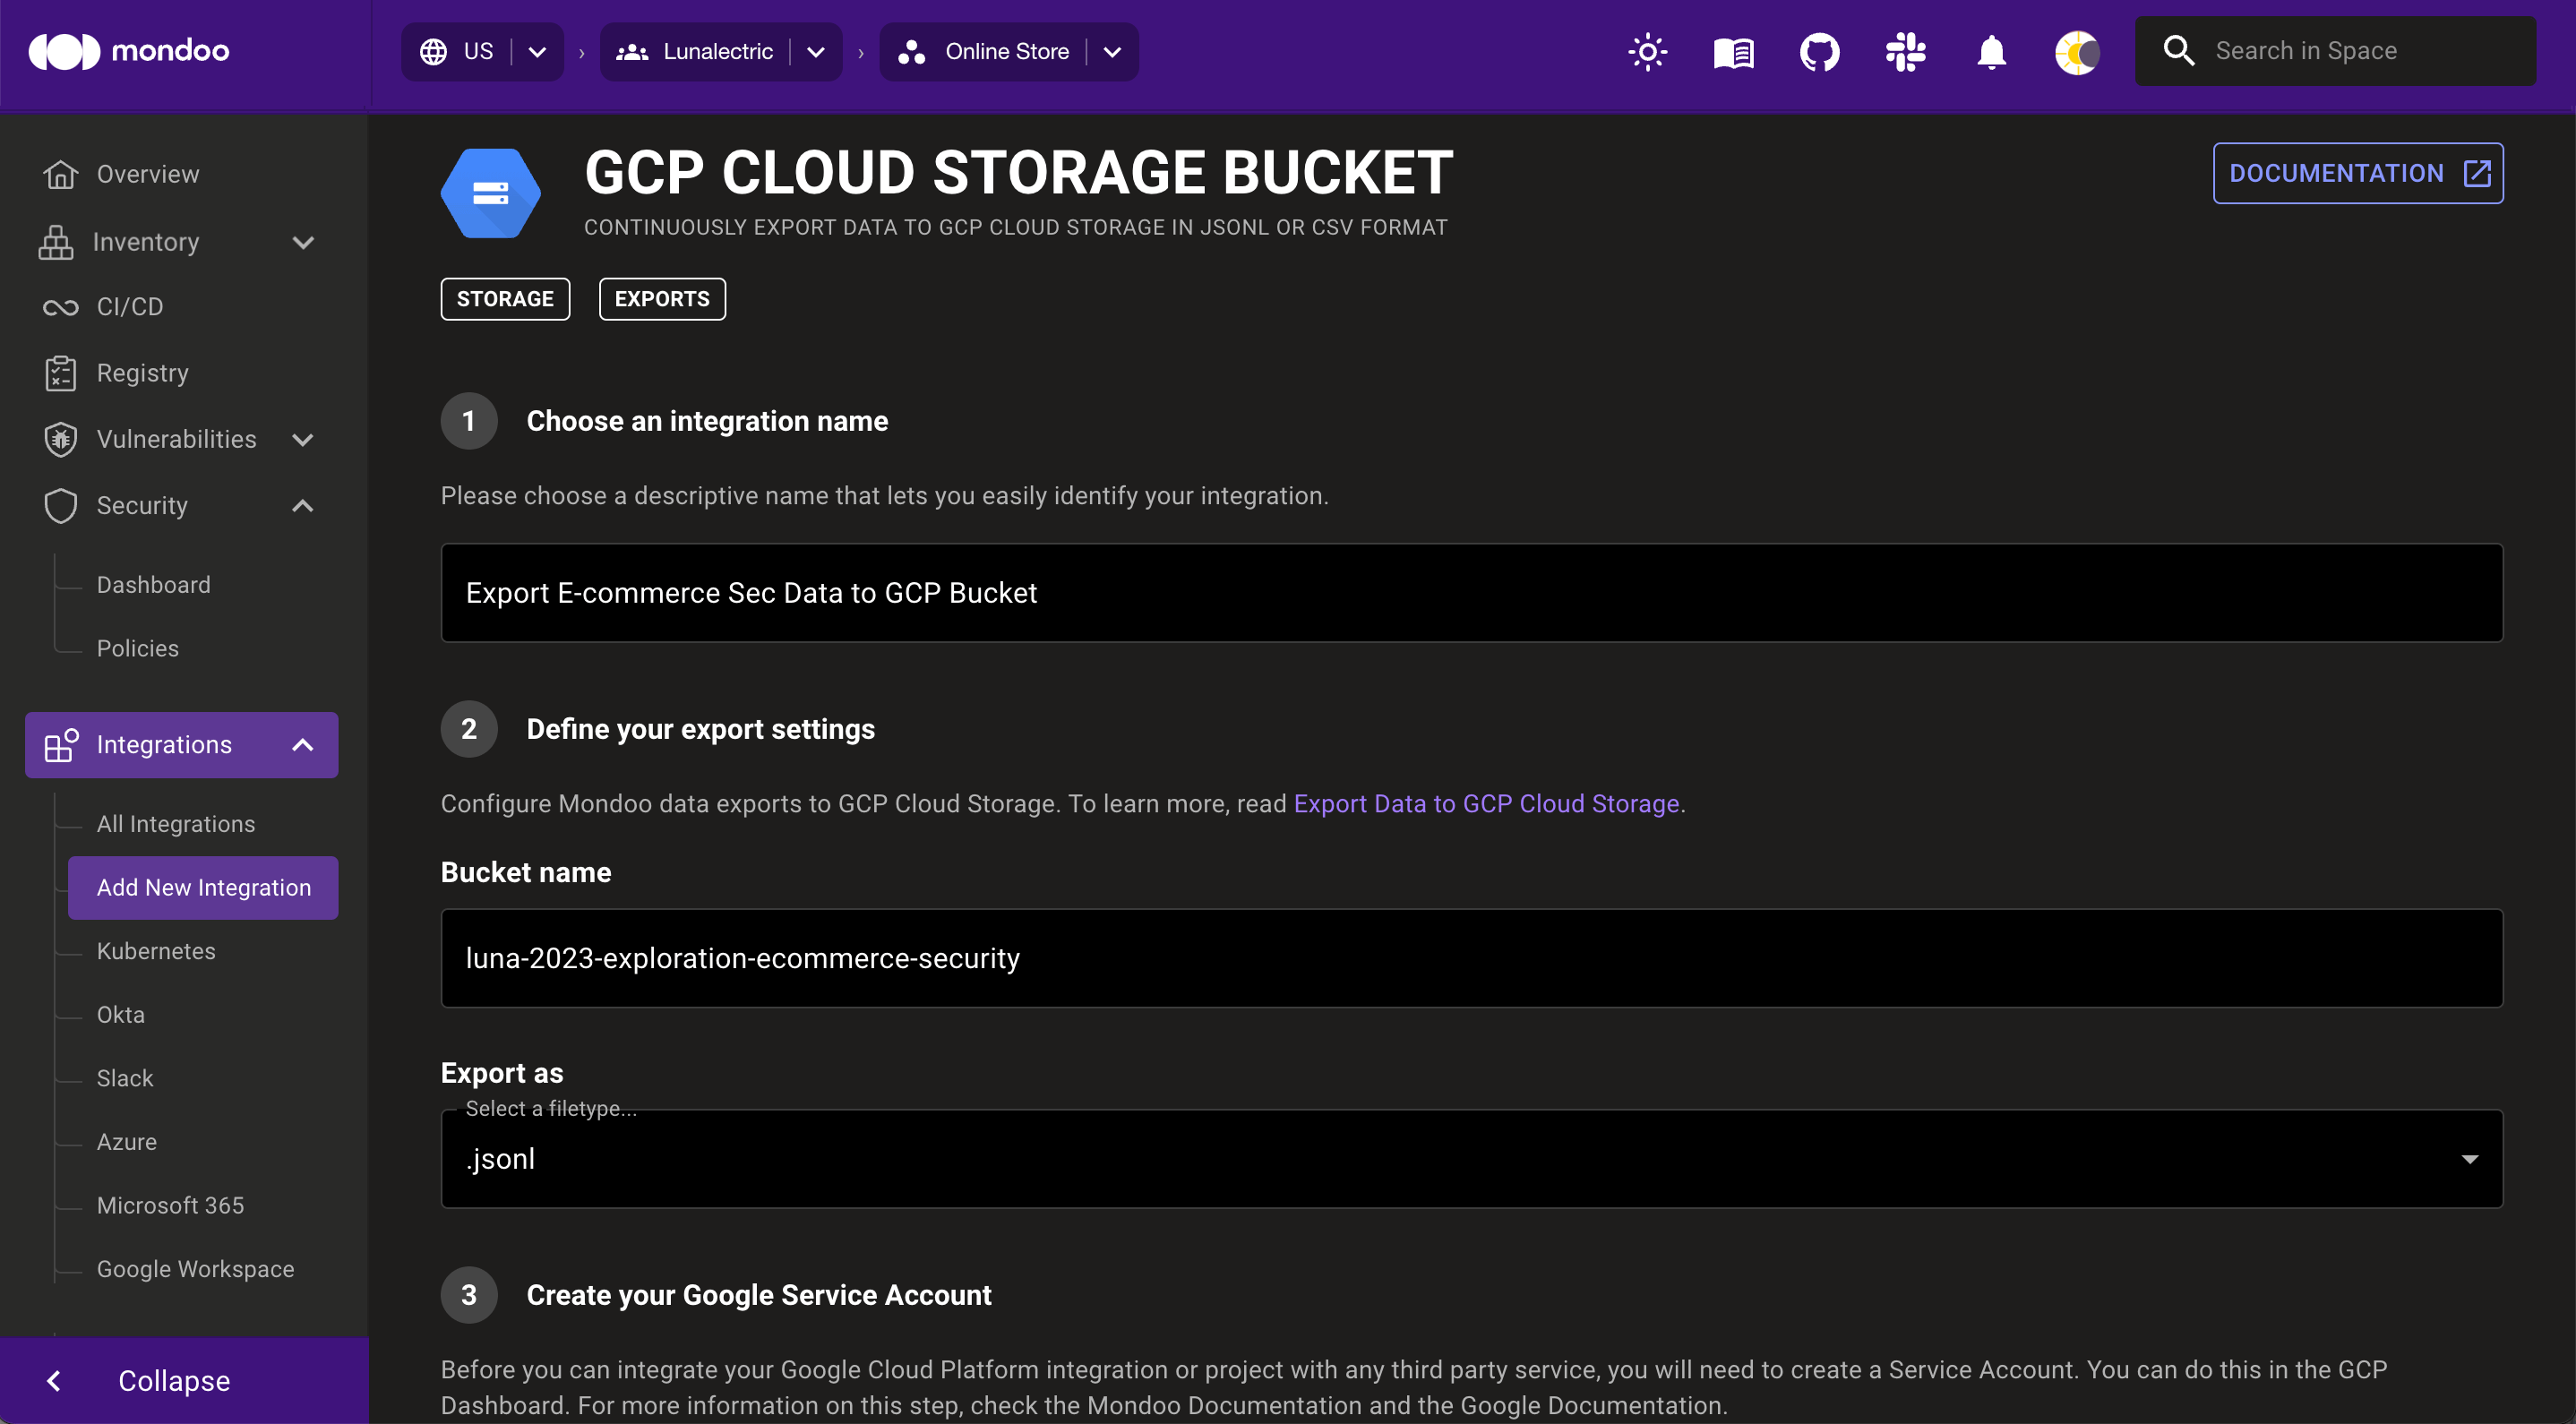 mondoo
US
Lunalectric
Online Store
Search in Space
Overview
Inventory
CI/CD
Registry
Vulnerabilities
Security
Dashboard
Policies
Integrations
All Integrations
Add New Integration
Kubernetes
Okta
Slack
Azure
Microsoft 365
Google Workspace
Collapse
GCP CLOUD STORAGE BUCKET
CONTINUOUSLY EXPORT DATA TO GCP CLOUD STORAGE IN JSONL OR CSV FORMAT
DOCUMENTATION
STORAGE
EXPORTS
1
Choose an integration name
Please choose a descriptive name that lets you easily identify your integration.
Export E-commerce Sec Data to GCP Bucket
2
Define your export settings
Configure Mondoo data exports to GCP Cloud Storage. To learn more, read Export Data to GCP Cloud Storage.
Bucket name
luna-2023-exploration-ecommerce-security
Export as
Select a filetype...
.jsonl
3
Create your Google Service Account
Before you can integrate your Google Cloud Platform integration or project with any third party service, you will need to create a Service Account. You can do this in the GCP
Dashboard. For more information on this step, check the Mondoo Documentation and the Google Documentation.